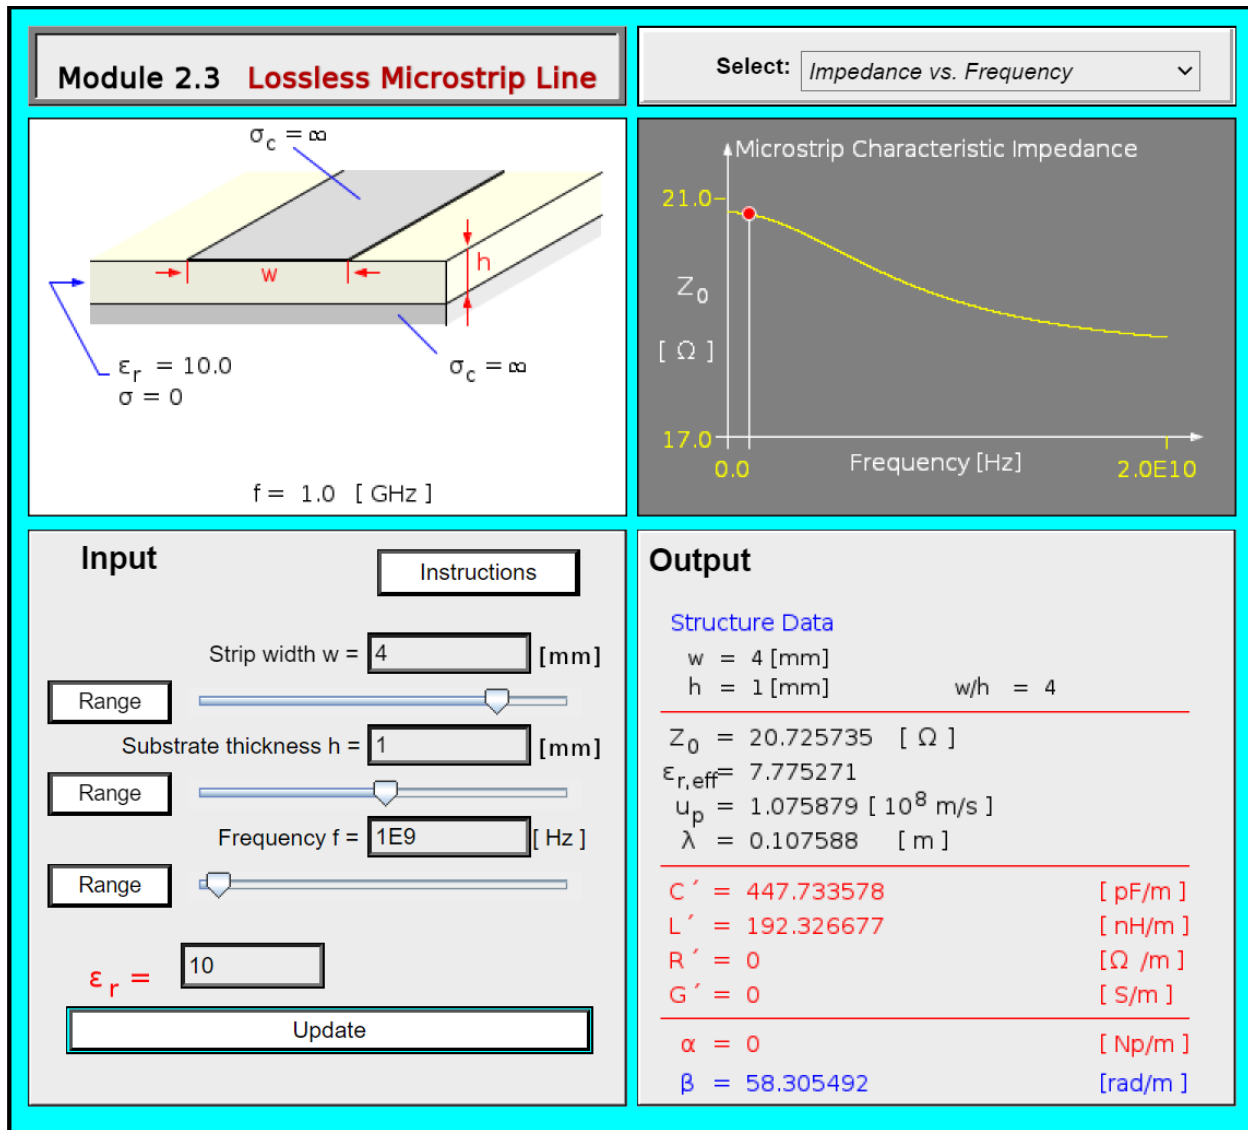 Module 2.3 Lossless Microstrip Line
Select: Impedance vs. Frequency
σc = ∞
w
h
εr = 10.0
σ = 0
σc = ∞
f = 1.0 [ GHz ]
Microstrip Characteristic Impedance
21.0
Z0
[ Ω ]
17.0
0.0
Frequency [Hz]
2.0E10
Input
Instructions
Strip width w = 4 [mm]
Range
Substrate thickness h = 1 [mm]
Range
Frequency f = 1E9 [ Hz ]
Range
εr = 10
Update
Output
Structure Data
w = 4 [mm]
h = 1 [mm] w/h = 4
Z0 = 20.725735 [ Ω ]
εr,eff= 7.775271
up = 1.075879 [ 10⁸ m/s ]
λ = 0.107588 [ m ]
C´ = 447.733578 [ pF/m ]
L´ = 192.326677 [ nH/m ]
R´ = 0 [Ω /m ]
G´ = 0 [ S/m ]
α = 0 [ Np/m ]
β = 58.305492 [rad/m ]